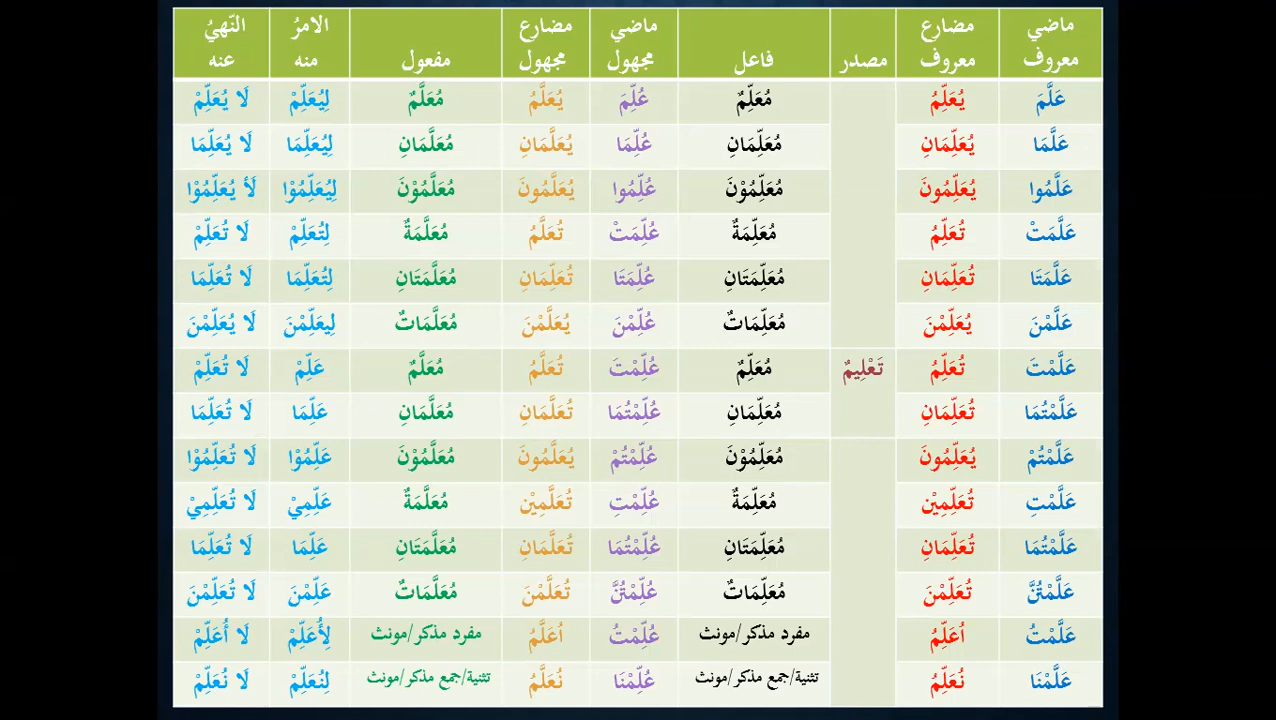 ماضي معروف	مضارع معروف	مصدر	فاعل	ماضي مجهول	مضارع مجهول	مفعول	الامرُ منه	النّهيُ عنه
عَلَّمَ	يُعَلِّمُ	مُعَلِّمٌ	عُلِّمَ	يُعَلَّمُ	مُعَلَّمٌ	لِيُعَلِّمْ	لَا يُعَلِّمْ
عَلَّمَا	يُعَلِّمَانِ	مُعَلِّمَانِ	عُلِّمَا	يُعَلَّمَانِ	مُعَلَّمَانِ	لِيُعَلِّمَا	لَا يُعَلِّمَا
عَلَّمُوا	يُعَلِّمُونَ	مُعَلِّمُوْنَ	عُلِّمُوا	يُعَلَّمُونَ	مُعَلَّمُوْنَ	لِيُعَلِّمُوْا	لَأ يُعَلِّمُوْا
عَلَّمَتْ	تُعَلِّمُ	مُعَلِّمَةٌ	عُلِّمَتْ	تُعَلَّمُ	مُعَلَّمَةٌ	لِتُعَلِّمْ	لَا تُعَلِّمْ
عَلَّمَتَا	تُعَلِّمَانِ	مُعَلِّمَتَانِ	عُلِّمَتَا	تُعَلِّمَانِ	مُعَلَّمَتَانِ	لِتُعَلِّمَا	لَا تُعَلِّمَا
عَلَّمْنَ	يُعَلِّمْنَ	مُعَلِّمَاتٌ	عُلِّمْنَ	يُعَلَّمْنَ	مُعَلَّمَاتٌ	لِيعَلِّمْنَ	لَا يُعَلِّمْنَ
عَلَّمْتَ	تُعَلِّمُ	تَعْلِيمٌ	مُعَلِّمٌ	عُلِّمْتَ	تُعَلَّمُ	مُعَلَّمٌ	عَلِّمْ	لَا تُعَلِّمْ
عَلَّمْتُمَا	تُعَلِّمَانِ	مُعَلِّمَانِ	عُلِّمْتُمَا	تُعَلَّمَانِ	مُعَلَّمَانِ	عَلِّمَا	لَا تُعَلِّمَا
عَلَّمْتُمْ	يُعَلِّمُونَ	مُعَلِّمُوْنَ	عُلِّمْتُمْ	يُعَلَّمُونَ	مُعَلَّمُوْنَ	عَلِّمُوْا	لَا تُعَلِّمُوْا
عَلَّمْتِ	تُعَلِّمِيْن	مُعَلِّمَةٌ	عُلِّمْتِ	تُعَلَّمِيْن	مُعَلَّمَةٌ	عَلِّمِيْ	لَا تُعَلِّمِيْ
عَلَّمْتُمَا	تُعَلِّمَانِ	مُعَلِّمَتَانِ	عُلِّمْتُمَا	تُعَلَّمَانِ	مُعَلَّمَتَانِ	عَلِّمَا	لَا تُعَلِّمَا
عَلَّمْتُنَّ	تُعَلِّمْنَ	مُعَلِّمَاتٌ	عُلِّمْتُنَّ	تُعَلَّمْنَ	مُعَلَّمَاتٌ	عَلِّمْنَ	لَا تُعَلِّمْنَ
عَلَّمْتُ	اُعَلِّمُ	مفرد مذكر/مونث	عُلِّمْتُ	اُعَلَّمُ	مفرد مذكر/مونث	لِأُعَلِّمْ	لَا أُعَلِّمْ
عَلَّمْنَا	نُعَلِّمُ	تثنية/جمع مذكر/مونث	عُلِّمْنَا	نُعَلَّمُ	تثنية/جمع مذكر/مونث	لِنُعَلِّمْ	لَا نُعَلِّمْ